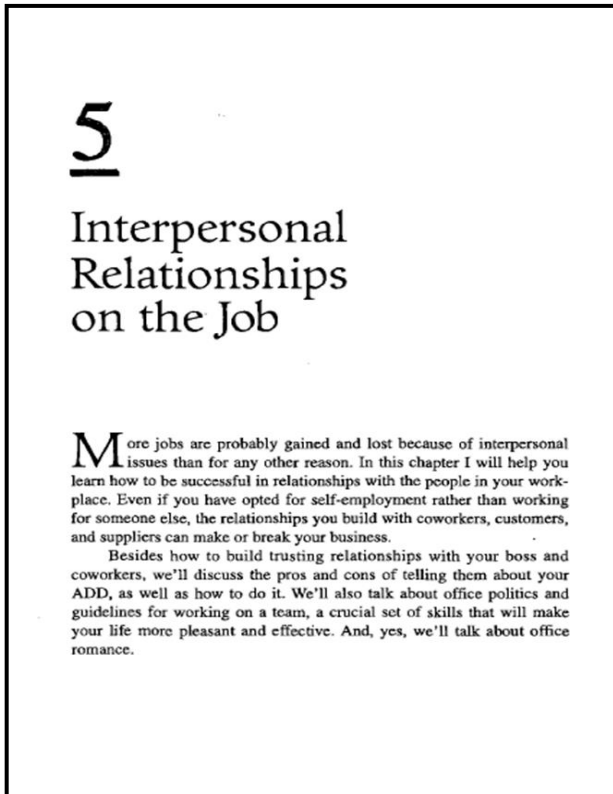 5
Interpersonal
Relationships
on the Job
More jobs are probably gained and lost because of interpersonal
issues than for any other reason. In this chapter I will help you
learn how to be successful in relationships with the people in your work-
place. Even if you have opted for self-employment rather than working
for someone else, the relationships you build with coworkers, customers,
and suppliers can make or break your business.
Besides how to build trusting relationships with your boss and
coworkers, we'll discuss the pros and cons of telling them about your
ADD, as well as how to do it. We'll also talk about office politics and
guidelines for working on a team, a crucial set of skills that will make
your life more pleasant and effective. And, yes, we'll talk about office
romance.